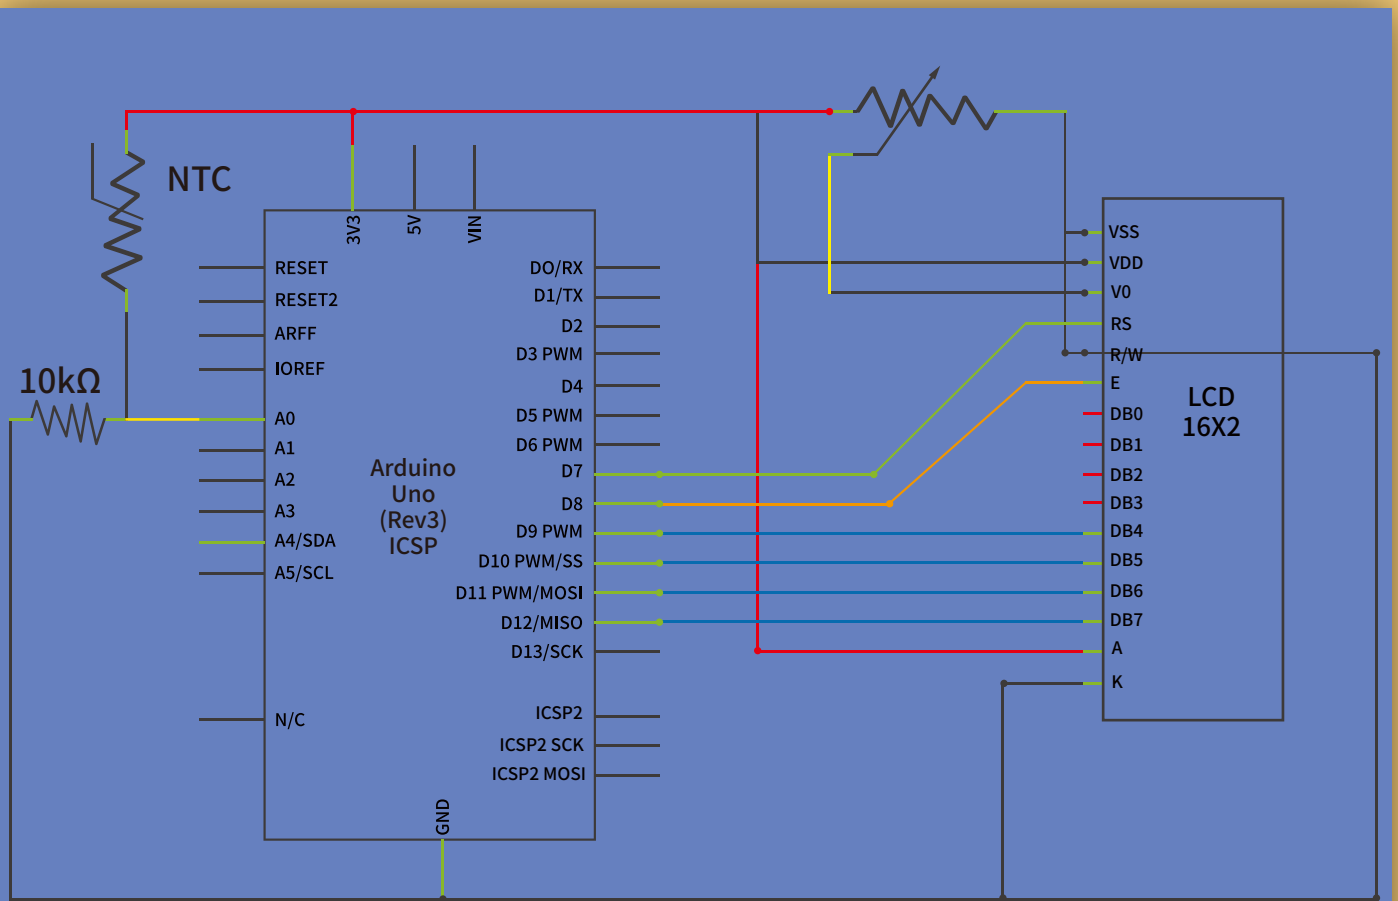 NTC
10kΩ
3V3
5V
VIN
RESET
RESET2
ARFF
IOREF
A0
A1
A2
A3
A4/SDA
A5/SCL
N/C
Arduino
Uno
(Rev3)
ICSP
DO/RX
D1/TX
D2
D3 PWM
D4
D5 PWM
D6 PWM
D7
D8
D9 PWM
D10 PWM/SS
D11 PWM/MOSI
D12/MISO
D13/SCK
ICSP2
ICSP2 SCK
ICSP2 MOSI
GND
VSS
VDD
V0
RS
R/W
E
DB0
DB1
DB2
DB3
DB4
DB5
DB6
DB7
A
K
LCD
16X2